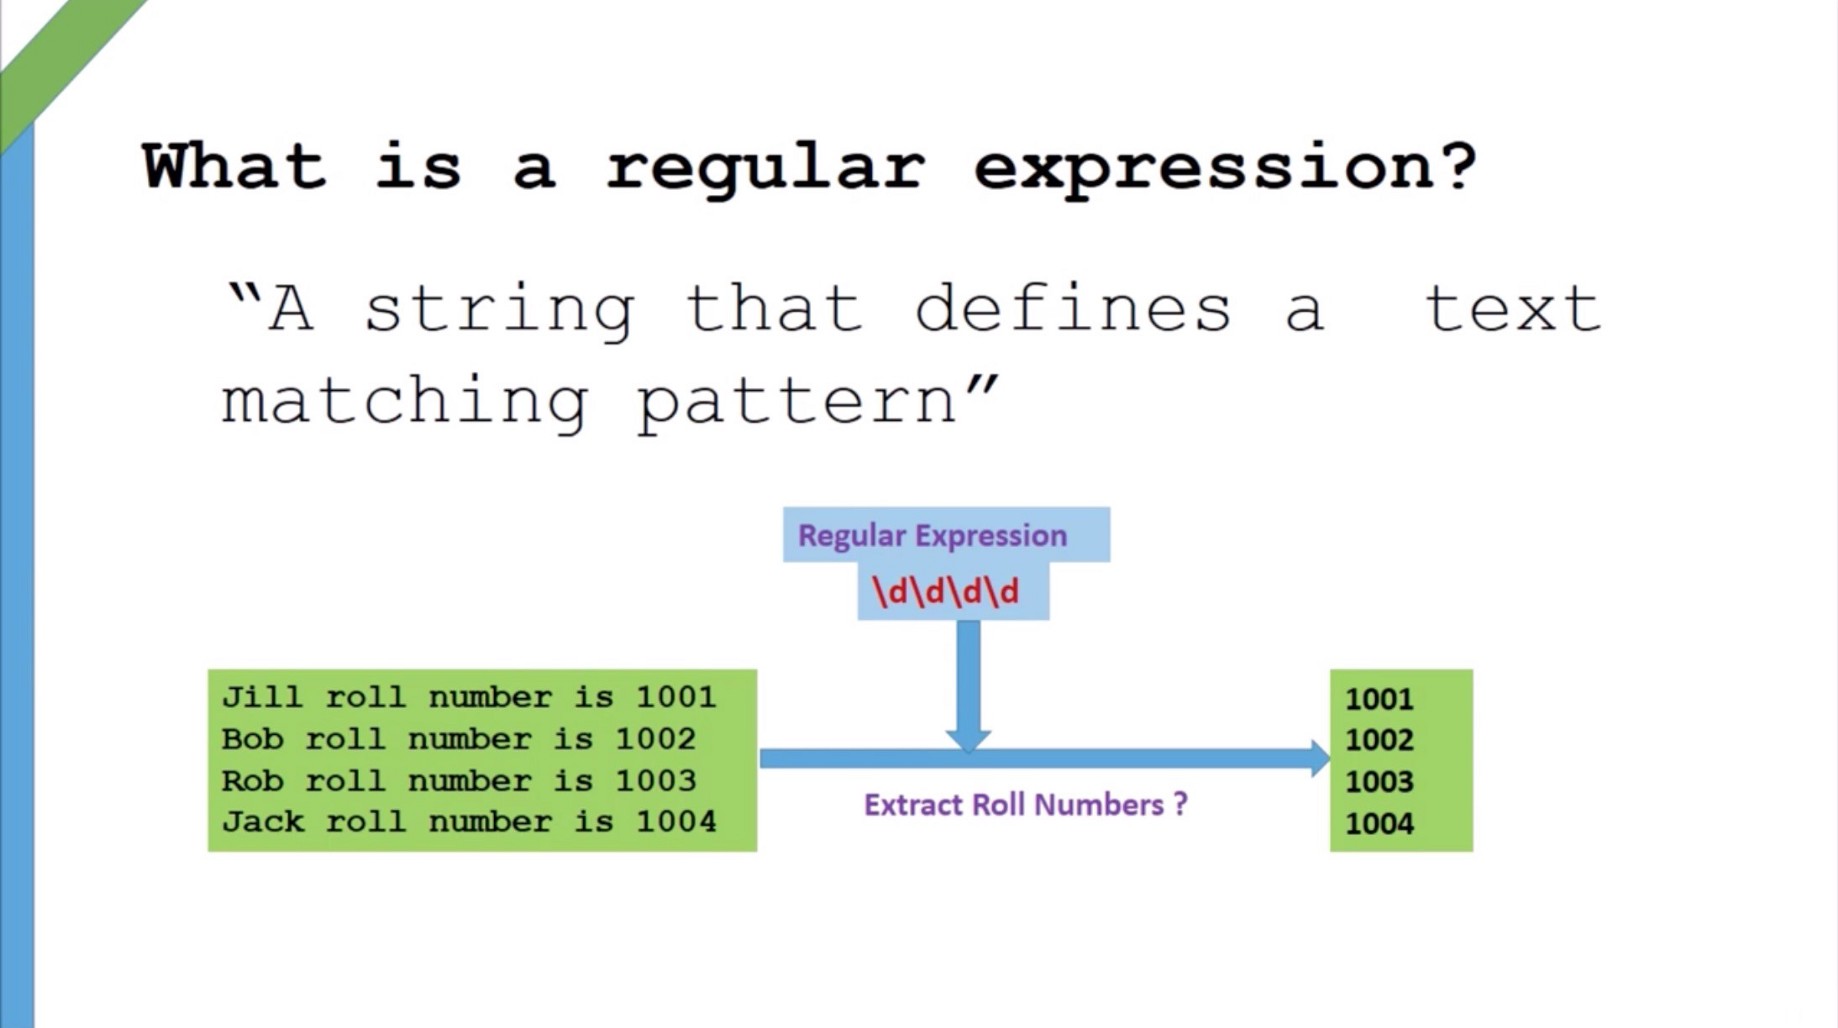 What is a regular expression?
“A string that defines a text
matching pattern”
Regular Expression
\d\d\d\d
Jill roll number is 1001
Bob roll number is 1002
Rob roll number is 1003
Jack roll number is 1004
Extract Roll Numbers ?
1001
1002
1003
1004